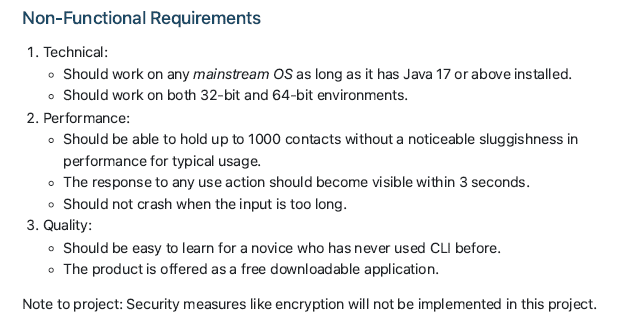 Non-Functional Requirements
1. Technical:
◦ Should work on any mainstream OS as long as it has Java 17 or above installed.
◦ Should work on both 32-bit and 64-bit environments.
2. Performance:
◦ Should be able to hold up to 1000 contacts without a noticeable sluggishness in
performance for typical usage.
◦ The response to any use action should become visible within 3 seconds.
◦ Should not crash when the input is too long.
3. Quality:
◦ Should be easy to learn for a novice who has never used CLI before.
◦ The product is offered as a free downloadable application.
Note to project: Security measures like encryption will not be implemented in this project.